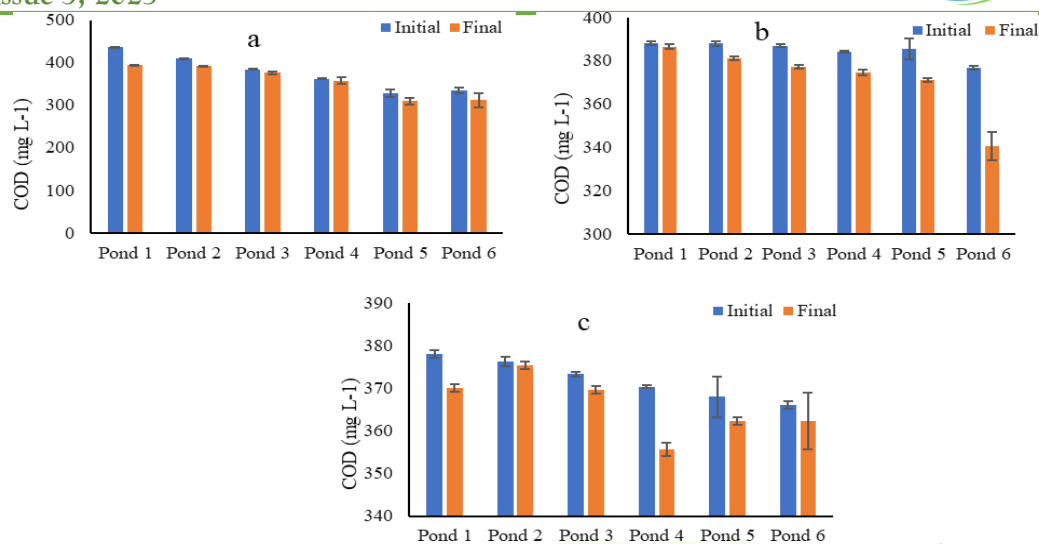 Issue 3, 2023
a
Initial Final
COD (mg L-1)
500
400
300
200
100
0
Pond 1 Pond 2 Pond 3 Pond 4 Pond 5 Pond 6
b
Initial Final
COD (mg L-1)
400
380
360
340
320
300
Pond 1 Pond 2 Pond 3 Pond 4 Pond 5 Pond 6
c
Initial Final
COD (mg L-1)
390
380
370
360
350
340
Pond 1 Pond 2 Pond 3 Pond 4 Pond 5 Pond 6